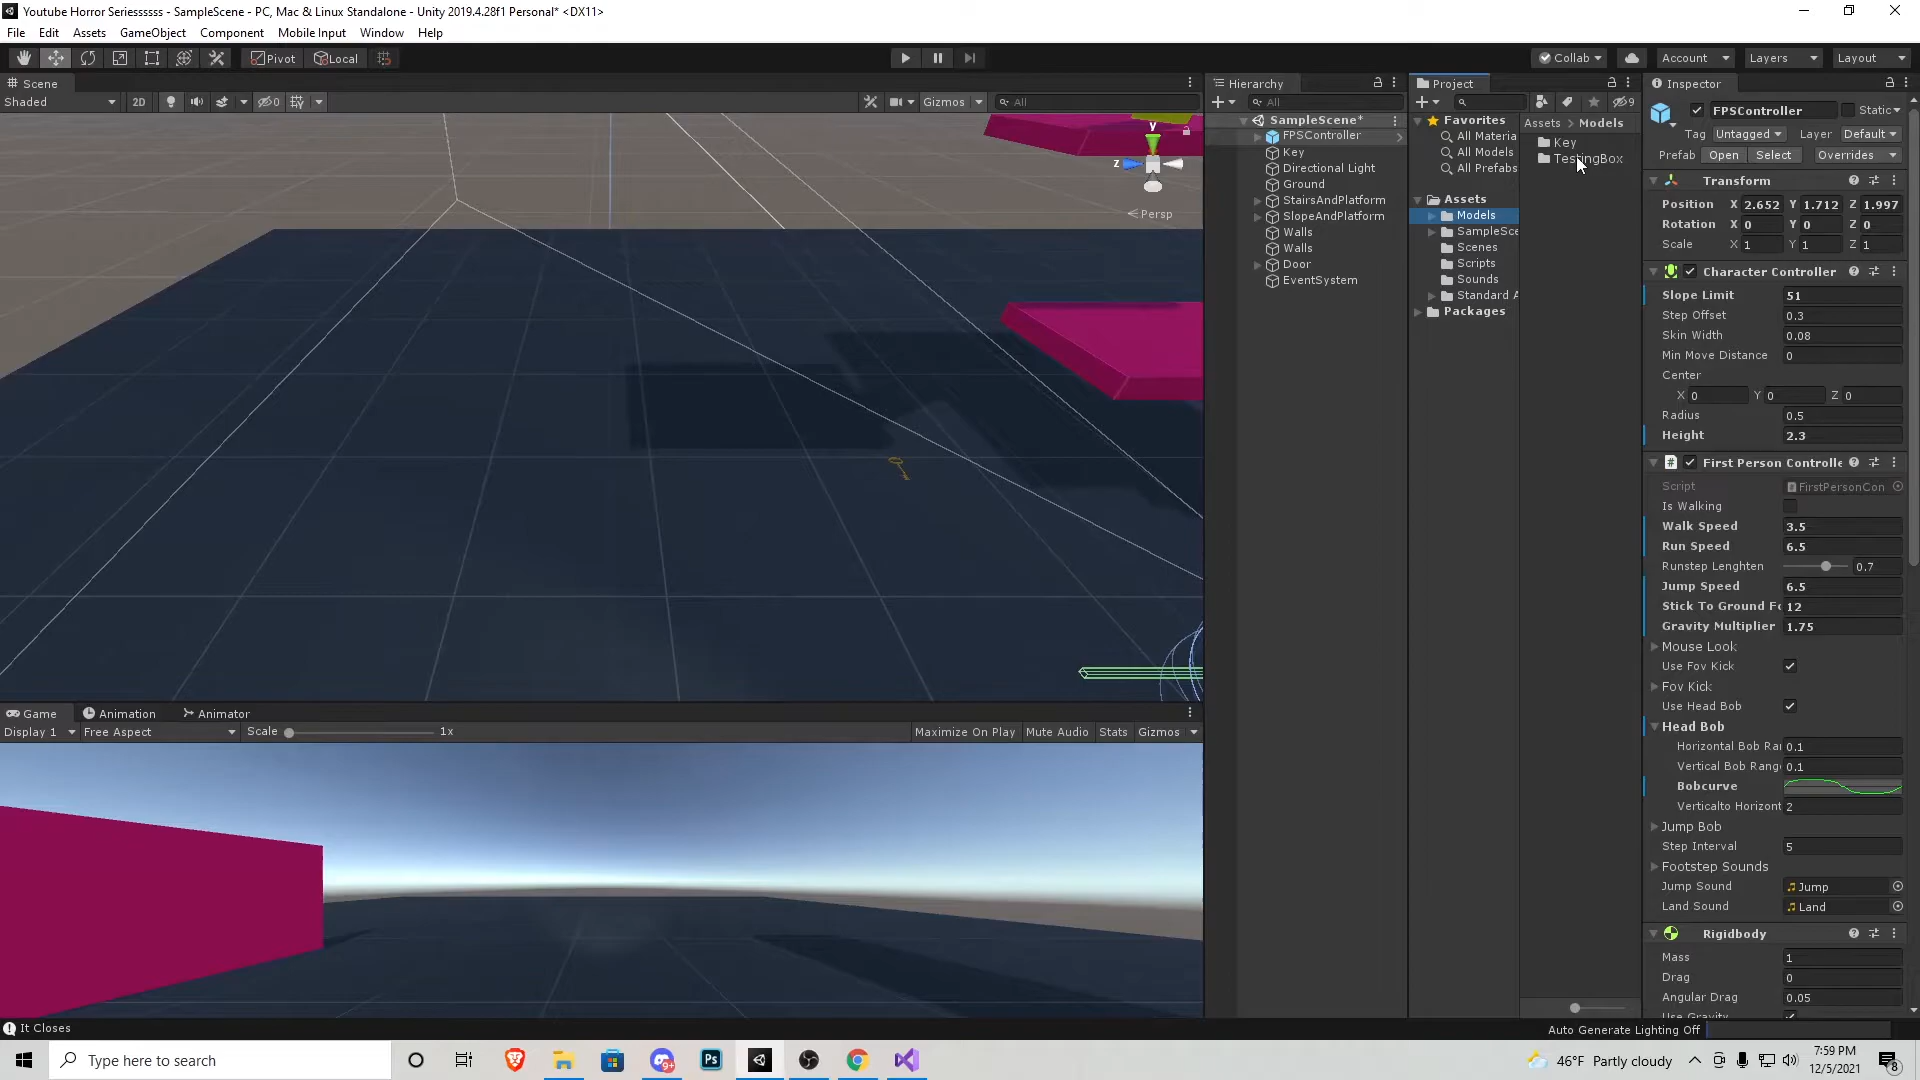 Youtube Horror Seriesssss - SampleScene - PC, Mac & Linux Standalone - Unity 2019.4.28f1 Personal* <DX11>
File Edit Assets GameObject Component Mobile Input Window Help
Pivot Local Collab Account Layers Layout
Scene
Shaded 2D 0 Gizmos All
y
z
Persp
Hierarchy
All
SampleScene*
FPSController
Key
Directional Light
Ground
StairsAndPlatform
SlopeAndPlatform
Walls
Walls
Door
EventSystem
Project
9
Favorites
All Materia
All Models
All Prefabs
Assets
Models
SampleSce
Scenes
Scripts
Sounds
Standard A
Packages
Assets > Models
Key
TestingBox
Inspector
FPSController Static
Tag Untagged Layer Default
Prefab Open Select Overrides
Transform
Position X 2.652 Y 1.712 Z 1.997
Rotation X 0 Y 0 Z 0
Scale X 1 Y 1 Z 1
Character Controller
Slope Limit 51
Step Offset 0.3
Skin Width 0.08
Min Move Distance 0
Center
X 0 Y 0 Z 0
Radius 0.5
Height 2.3
# First Person Controlle
Script FirstPersonCon
Is Walking
Walk Speed 3.5
Run Speed 6.5
Runstep Lenghten 0.7
Jump Speed 6.5
Stick To Ground Fo 12
Gravity Multiplier 1.75
Mouse Look
Use Fov Kick
Fov Kick
Use Head Bob
Head Bob
Horizontal Bob Ra 0.1
Vertical Bob Range 0.1
Bobcurve
Verticalto Horizont 2
Jump Bob
Step Interval 5
Footstep Sounds
Jump Sound Jump
Land Sound Land
Rigidbody
Mass 1
Drag 0
Angular Drag 0.05
Game Animation Animator
Display 1 Free Aspect Scale 1x Maximize On Play Mute Audio Stats Gizmos
It Closes
Auto Generate Lighting Off
Type here to search
9+
Ps
46°F Partly cloudy
7:59 PM
12/5/2021
8